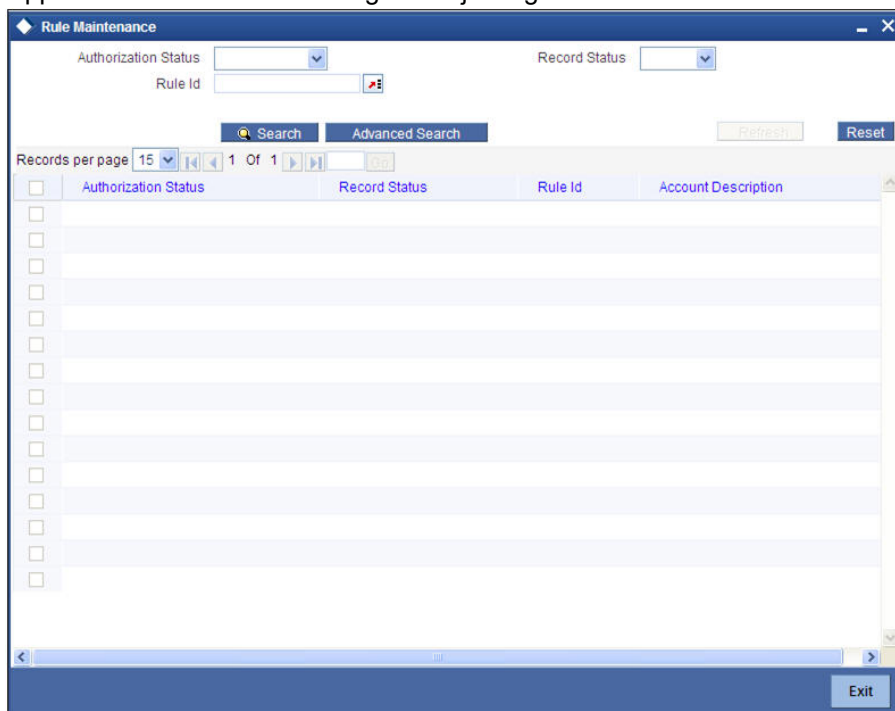 Rule Maintenance
Authorization Status Record Status
Rule Id
Search Advanced Search Refresh Reset
Records per page 15 1 Of 1 Go
Authorization Status Record Status Rule Id Account Description
Exit